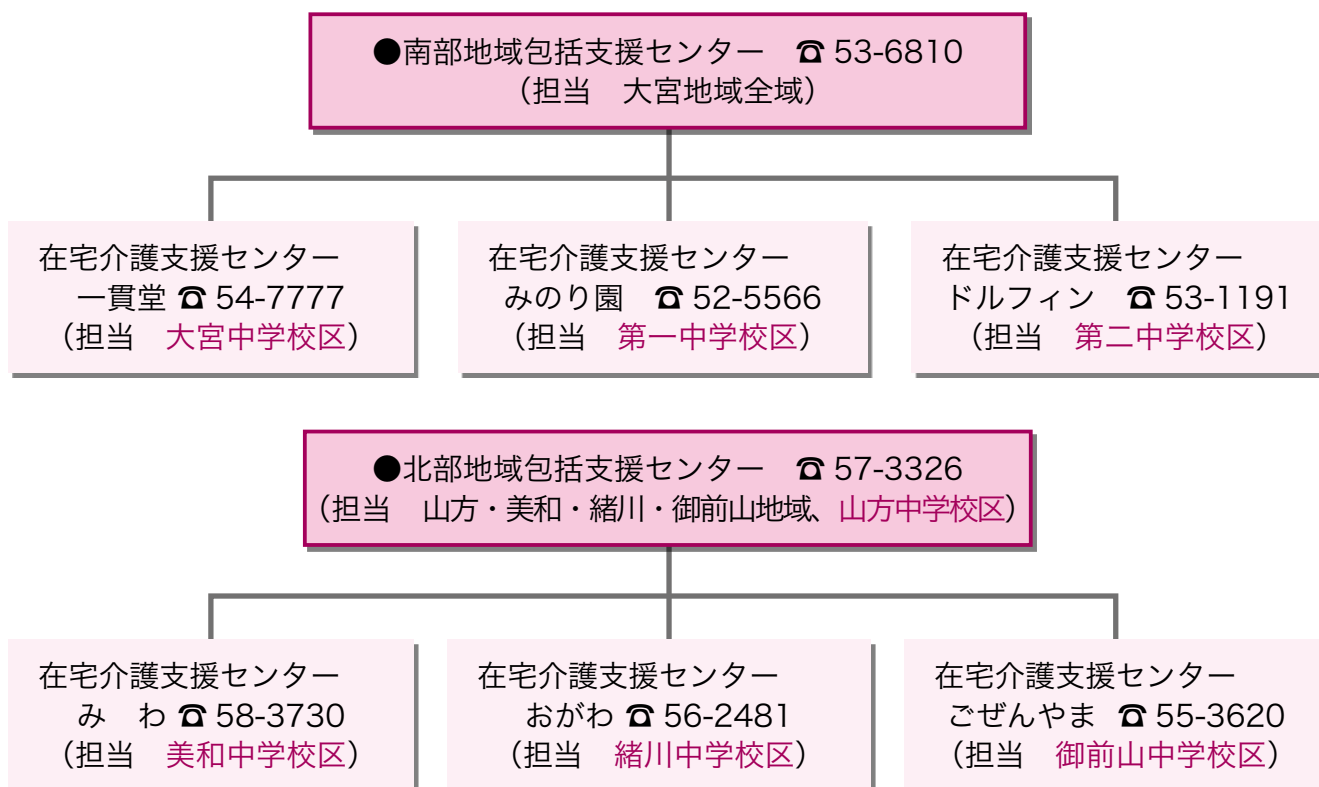 ●南部地域包括支援センター　☎ 53-6810
（担当　大宮地域全域）
在宅介護支援センター
一貫堂 ☎ 54-7777
（担当　大宮中学校区）
在宅介護支援センター
みのり園　☎ 52-5566
（担当　第一中学校区）
在宅介護支援センター
ドルフィン　☎ 53-1191
（担当　第二中学校区）
●北部地域包括支援センター　☎ 57-3326
（担当　山方・美和・緒川・御前山地域、山方中学校区）
在宅介護支援センター
み　わ ☎ 58-3730
（担当　美和中学校区）
在宅介護支援センター
おがわ ☎ 56-2481
（担当　緒川中学校区）
在宅介護支援センター
ごぜんやま ☎ 55-3620
（担当　御前山中学校区）